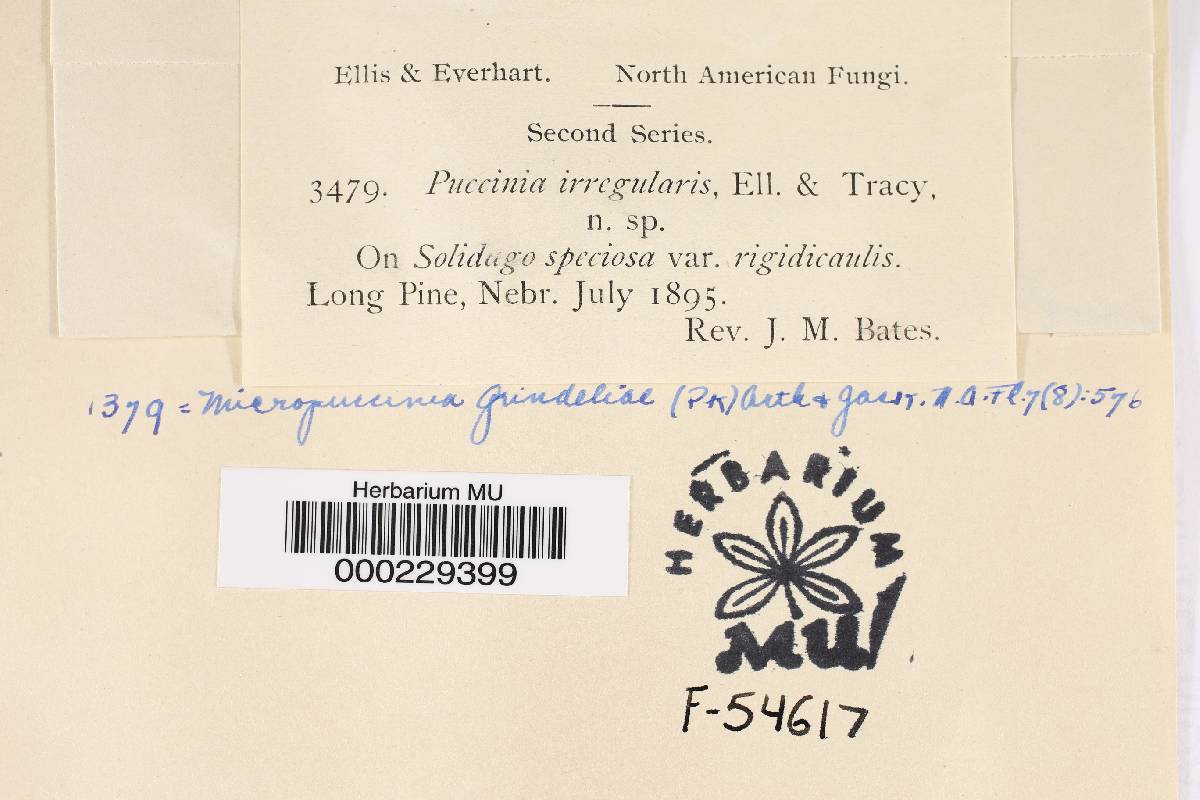 Ellis & Everhart. North American Fungi.
Second Series.
3479. Puccinia irregularis, Ell. & Tracy,
n. sp.
On Solidago speciosa var. rigidicaulis.
Long Pine, Nebr. July 1895.
Rev. J. M. Bates.
1379 = Micropuccinia Grindeliae (PK) Arth & Jacks. N.A.Fl. 7(8):576
Herbarium MU
000229399
HERBARIUM
MU
F-54617